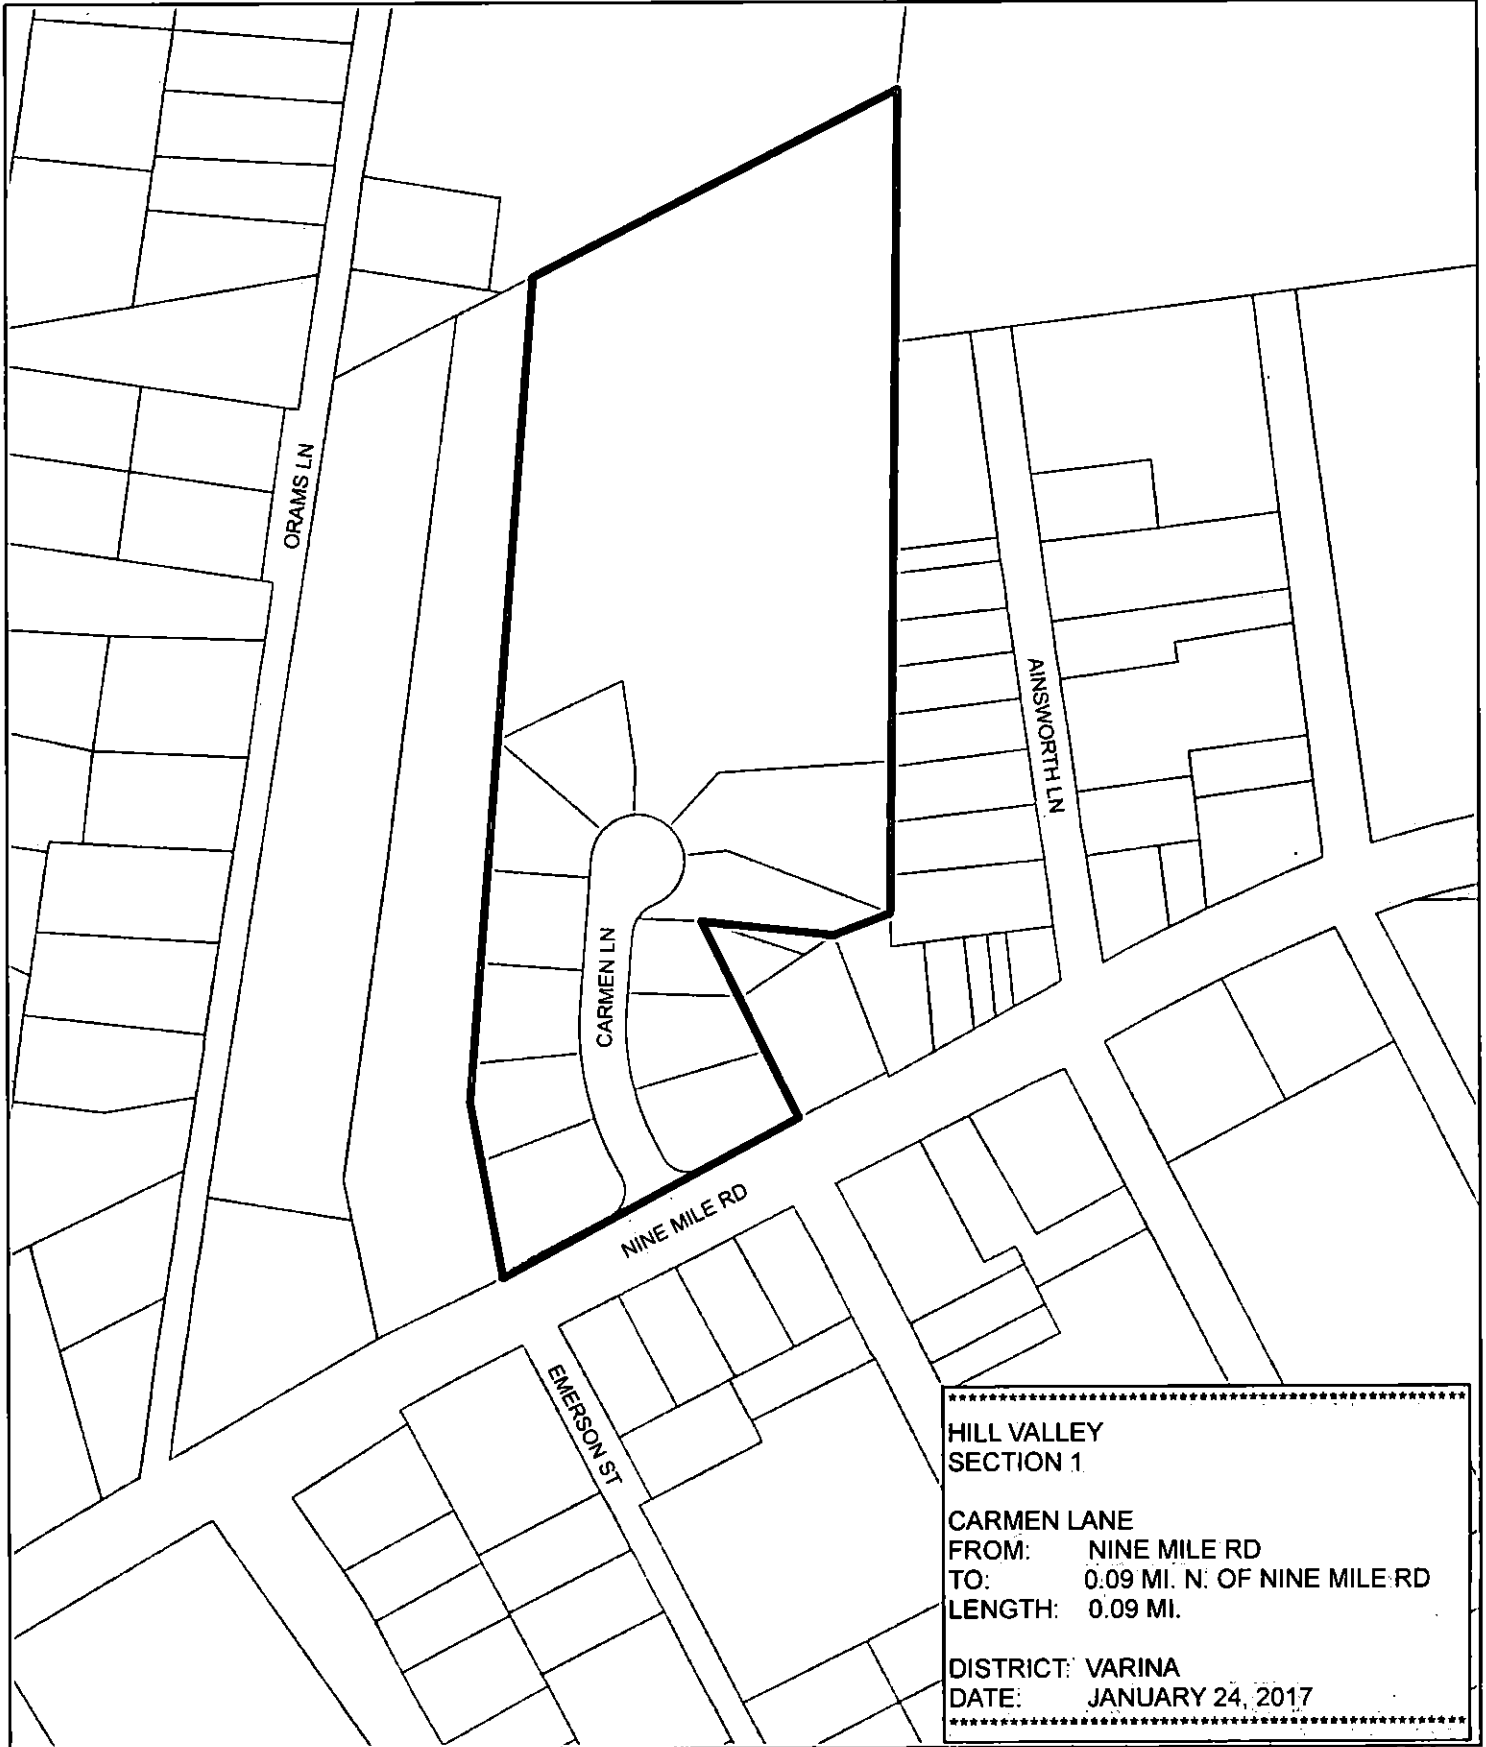 ORAMS LN
AINSWORTH LN
CARMEN LN
NINE MILE RD
EMERSON ST
HILL VALLEY
SECTION 1
CARMEN LANE
FROM: NINE MILE RD
TO: 0.09 MI. N. OF NINE MILE RD
LENGTH: 0.09 MI.
DISTRICT: VARINA
DATE: JANUARY 24, 2017